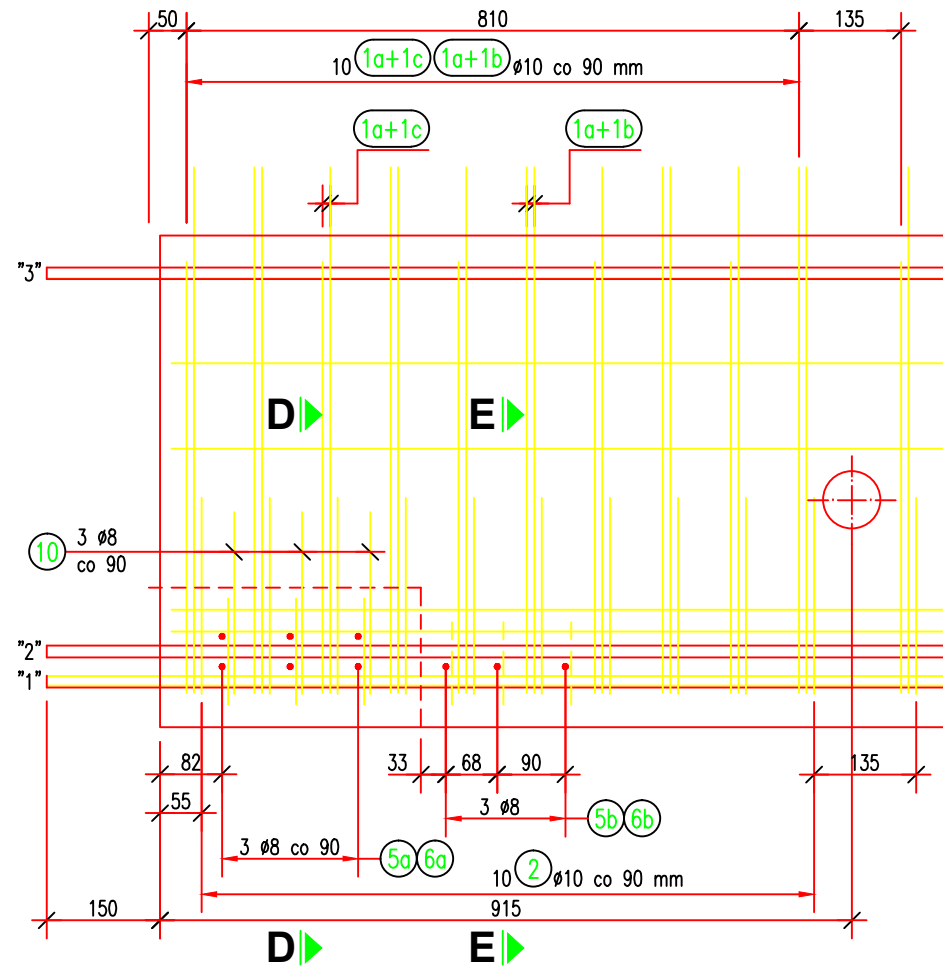 50 810 135
10 1a+1c 1a+1b ø10 co 90 mm
1a+1c 1a+1b
"3"
D E
10 3 ø8
co 90
"2"
"1"
82 33 68 90 135
55
3 ø8 5b 6b
3 ø8 co 90 5a 6a
10 2 ø10 co 90 mm
150 915
D E